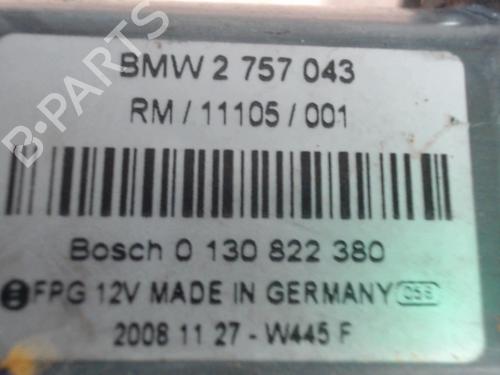 BMW 2 757 043
RM / 11105 / 001
Bosch 0 130 822 380
FPG 12V MADE IN GERMANY 056
2008 11 27 - W445 F
B-PARTS